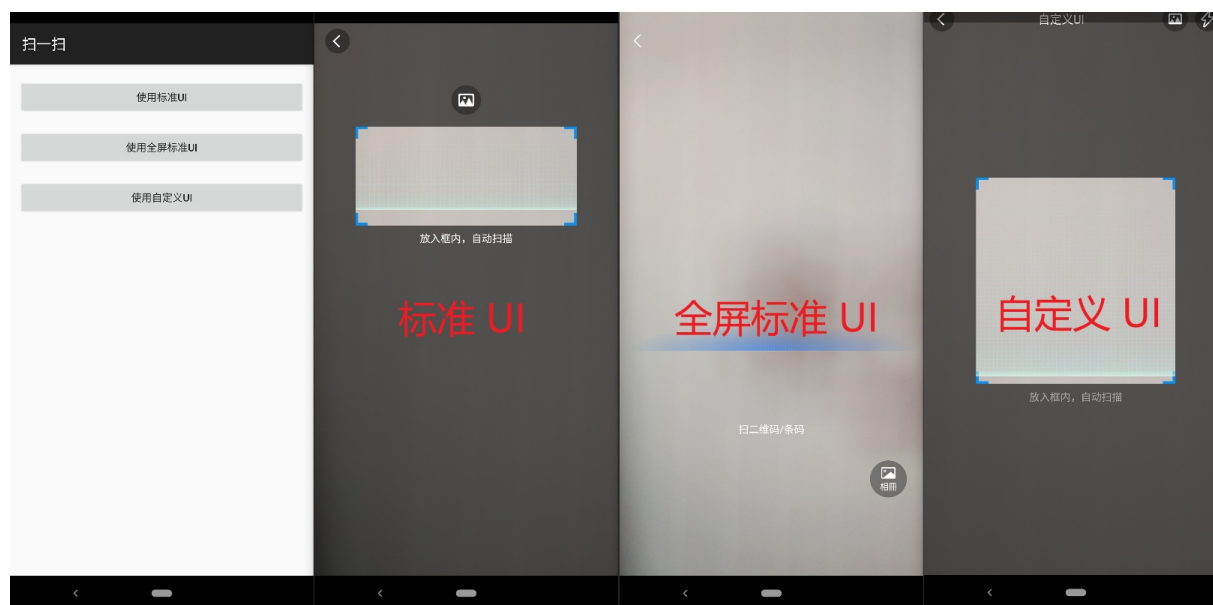 扫一扫
使用标准UI
使用全屏标准UI
使用自定义UI
放入框内，自动扫描
标准 UI
全屏标准 UI
扫二维码/条码
相册
自定义UI
自定义 UI
放入框内，自动扫描